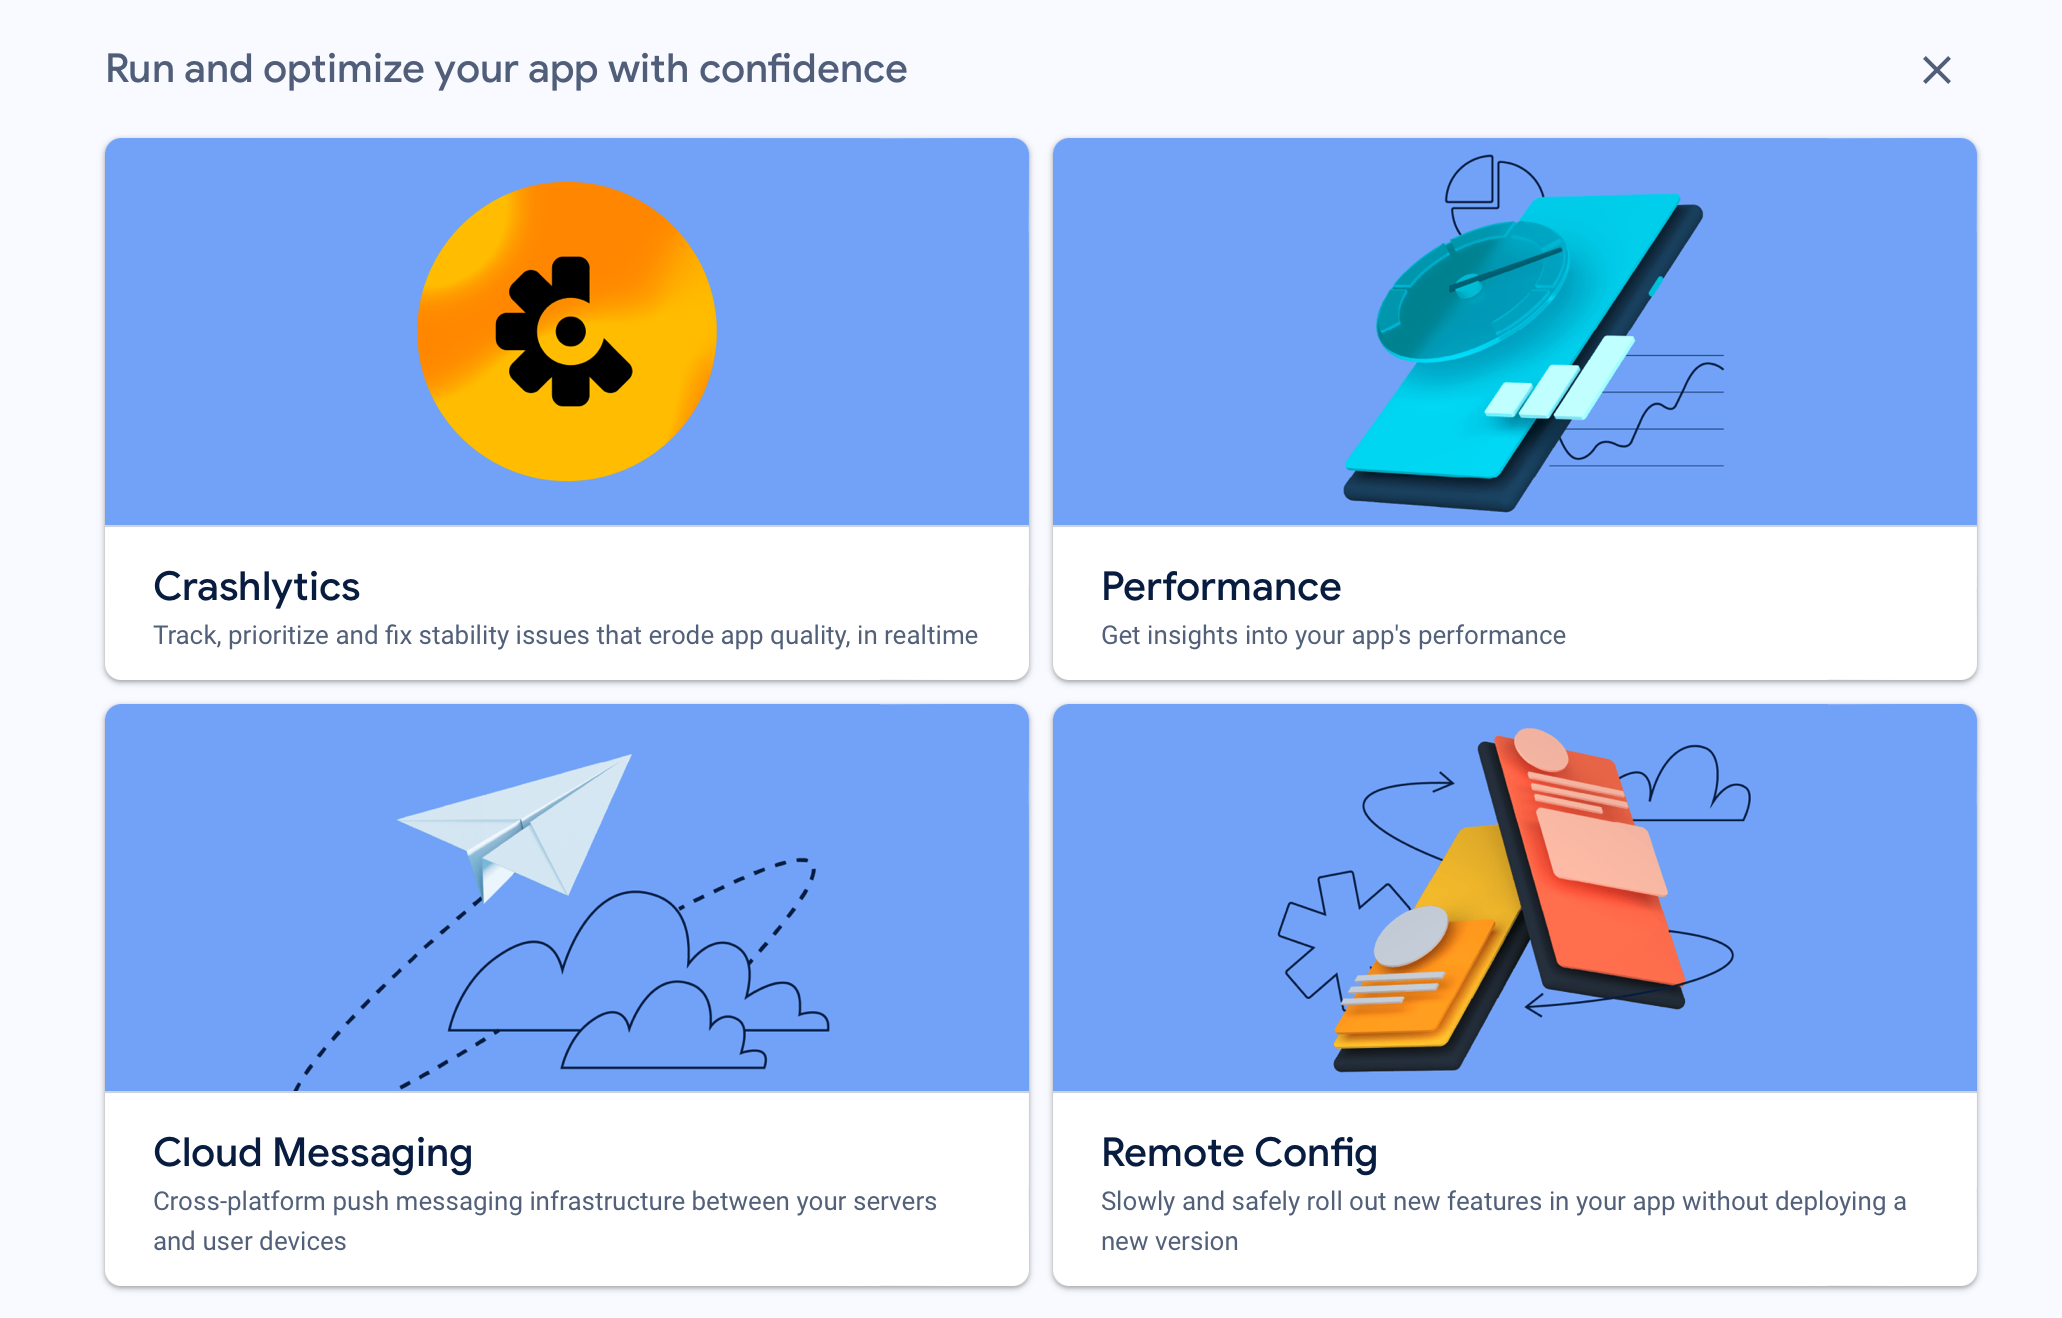 Run and optimize your app with confidence
Crashlytics
Track, prioritize and fix stability issues that erode app quality, in realtime
Performance
Get insights into your app's performance
Cloud Messaging
Cross-platform push messaging infrastructure between your servers
and user devices
Remote Config
Slowly and safely roll out new features in your app without deploying a
new version